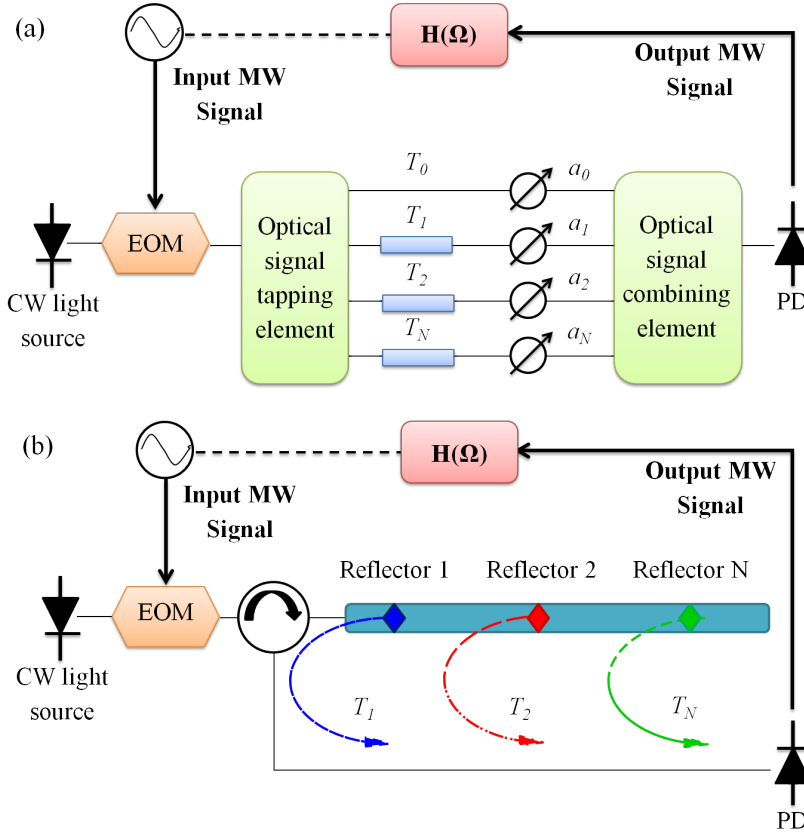 (a)
H(Ω)
Input MW
Signal
Output MW
Signal
T0
a0
T1
a1
T2
a2
TN
aN
EOM
Optical
signal
tapping
element
Optical
signal
combining
element
CW light
source
PD
(b)
H(Ω)
Input MW
Signal
Output MW
Signal
Reflector 1
Reflector 2
Reflector N
EOM
CW light
source
T1
T2
TN
PD